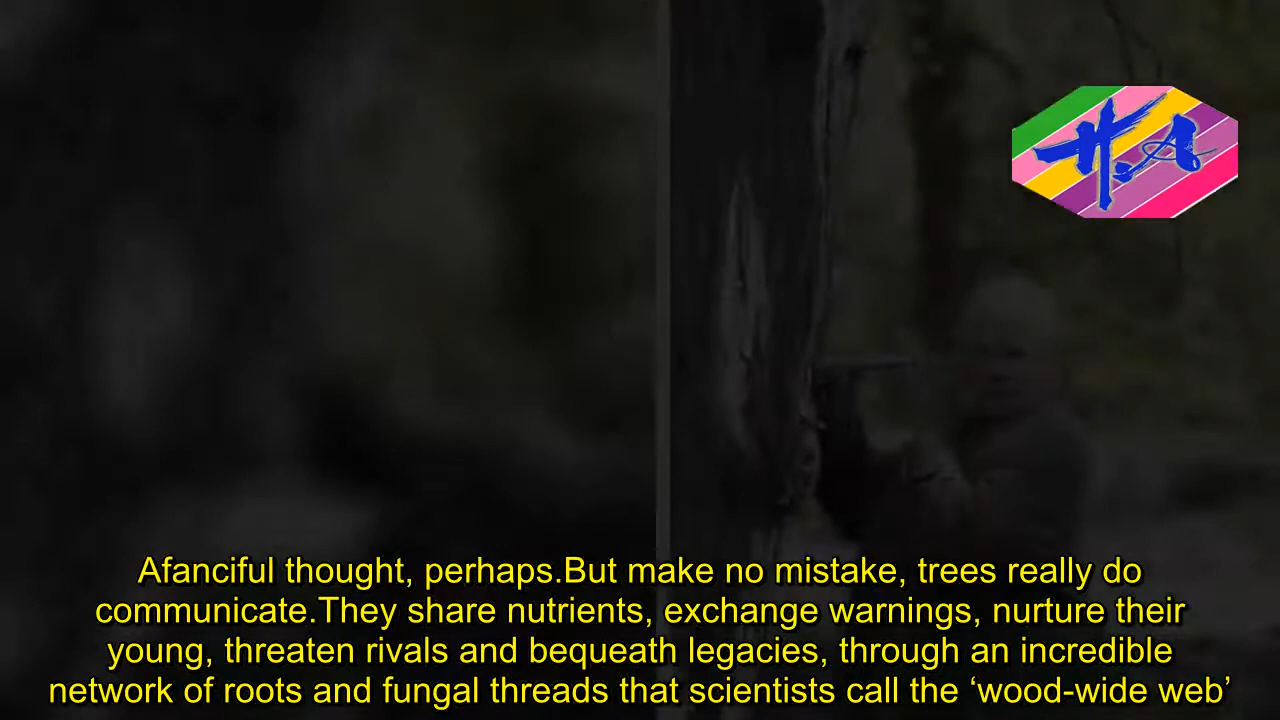 H.A
Afanciful thought, perhaps.But make no mistake, trees really do
communicate.They share nutrients, exchange warnings, nurture their
young, threaten rivals and bequeath legacies, through an incredible
network of roots and fungal threads that scientists call the ‘wood-wide web’